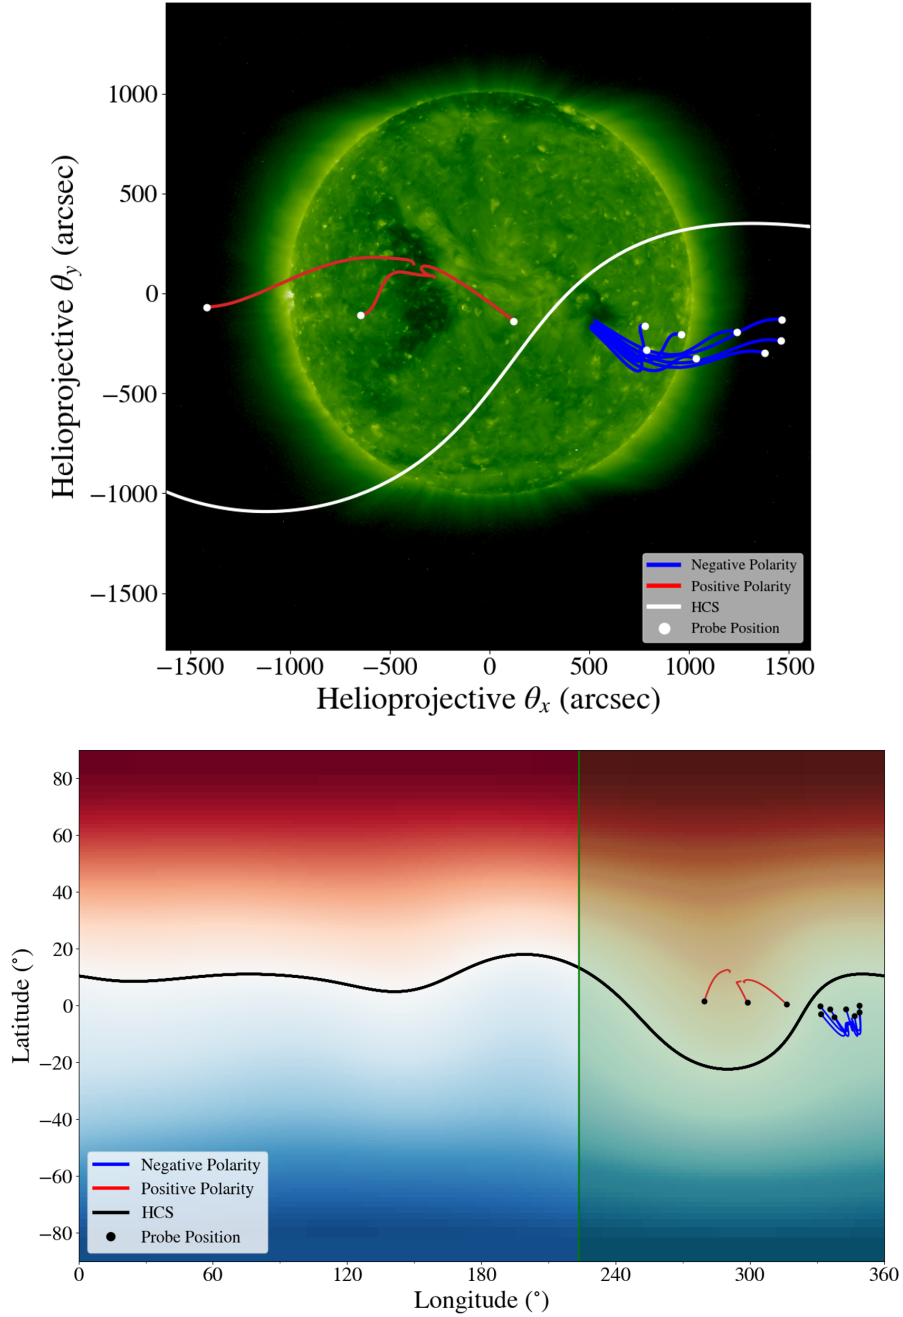 1000
500
0
−500
−1000
−1500
Helioprojective θy (arcsec)
Negative Polarity
Positive Polarity
HCS
Probe Position
−1500 −1000 −500 0 500 1000 1500
Helioprojective θx (arcsec)
80
60
40
20
0
−20
−40
−60
−80
Latitude (°)
Negative Polarity
Positive Polarity
HCS
Probe Position
0 60 120 180 240 300 360
Longitude (°)